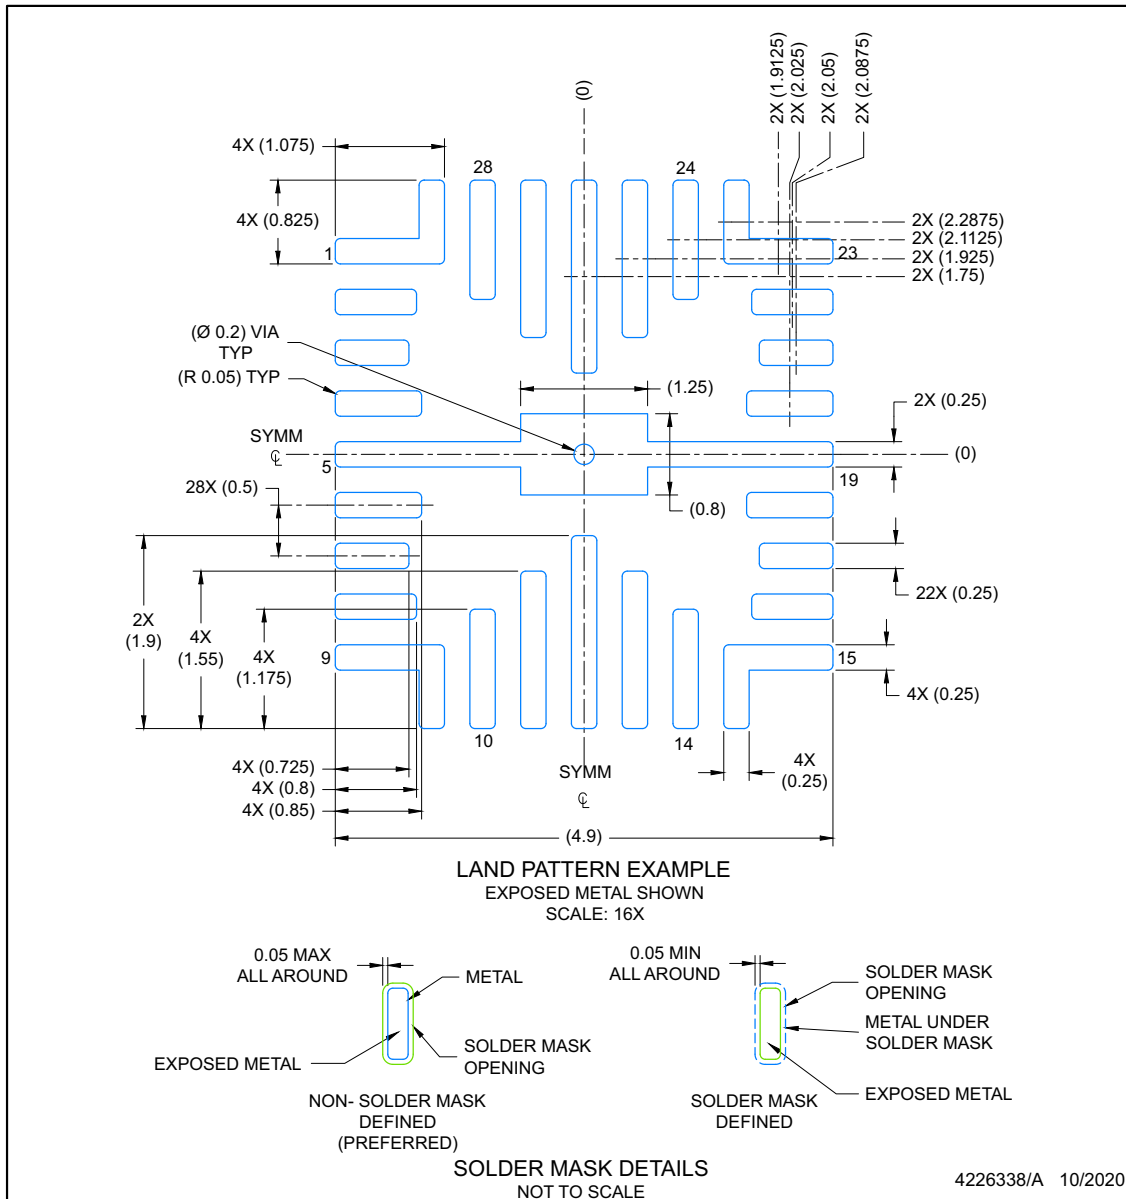 (0)
2X (1.9125)
2X (2.025)
2X (2.05)
2X (2.0875)
4X (1.075)
28
24
4X (0.825)
1
23
2X (2.2875)
2X (2.1125)
2X (1.925)
2X (1.75)
(Ø 0.2) VIA
TYP
(R 0.05) TYP
(1.25)
2X (0.25)
SYMM
℄
5
19
(0)
28X (0.5)
(0.8)
22X (0.25)
2X
(1.9)
4X
(1.55)
4X
(1.175)
9
15
4X (0.25)
10
14
4X
(0.25)
4X (0.725)
4X (0.8)
4X (0.85)
SYMM
℄
(4.9)
LAND PATTERN EXAMPLE
EXPOSED METAL SHOWN
SCALE: 16X
0.05 MAX
ALL AROUND
METAL
EXPOSED METAL
SOLDER MASK
OPENING
NON- SOLDER MASK
DEFINED
(PREFERRED)
0.05 MIN
ALL AROUND
SOLDER MASK
OPENING
METAL UNDER
SOLDER MASK
EXPOSED METAL
SOLDER MASK
DEFINED
SOLDER MASK DETAILS
NOT TO SCALE
4226338/A 10/2020